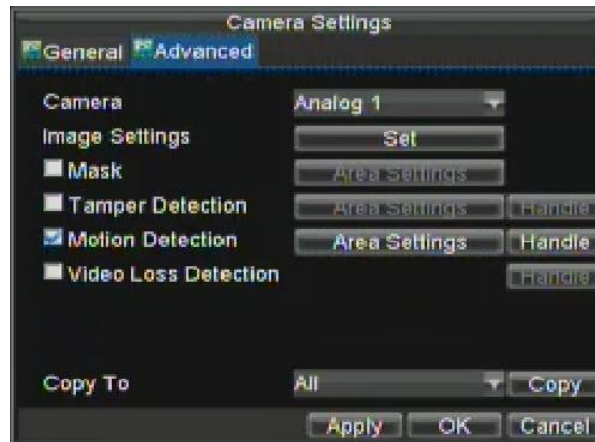 Camera Settings
General Advanced
Camera Analog 1
Image Settings Set
Mask Area Settings
Tamper Detection Area Settings Handle
Motion Detection Area Settings Handle
Video Loss Detection Handle
Copy To All Copy
Apply OK Cancel